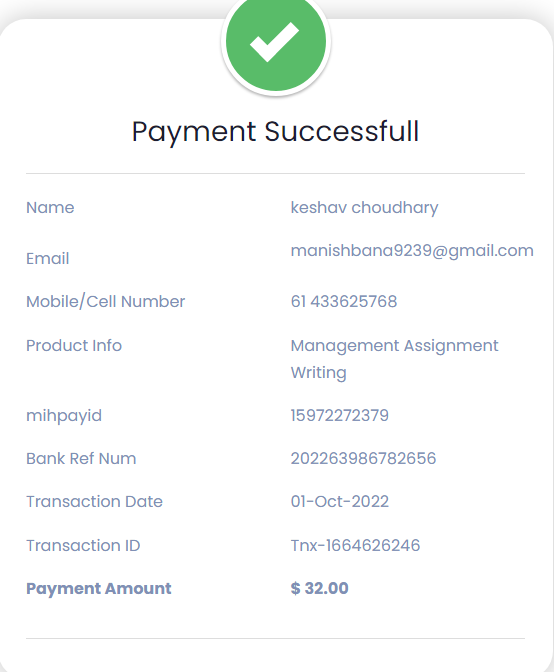 Payment Successfull
Name keshav choudhary
Email manishbana9239@gmail.com
Mobile/Cell Number 61 433625768
Product Info Management Assignment
Writing
mihpayid 15972272379
Bank Ref Num 202263986782656
Transaction Date 01-Oct-2022
Transaction ID Tnx-1664626246
Payment Amount $ 32.00